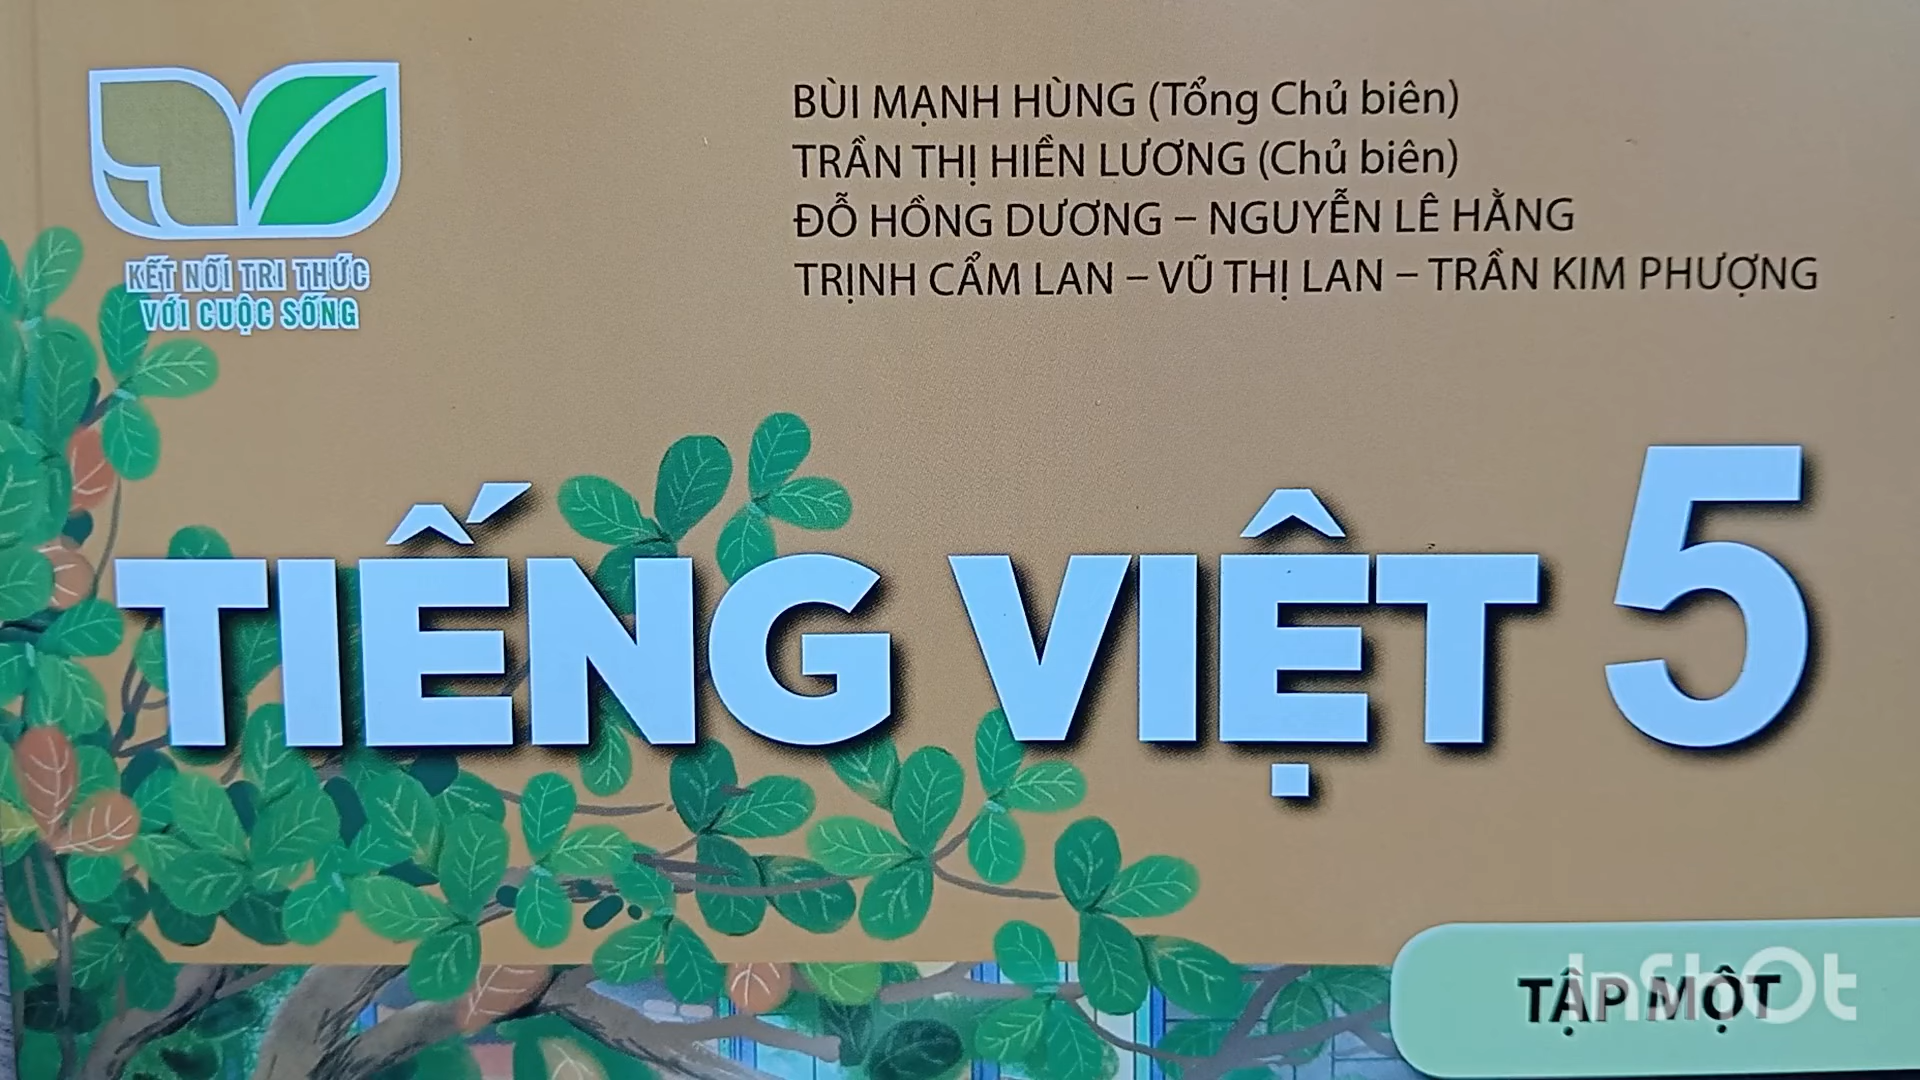 KẾT NỐI TRI THỨC
VỚI CUỘC SỐNG
BÙI MẠNH HÙNG (Tổng Chủ biên)
TRẦN THỊ HIỀN LƯƠNG (Chủ biên)
ĐỖ HỒNG DƯƠNG – NGUYỄN LÊ HẰNG
TRỊNH CẨM LAN – VŨ THỊ LAN – TRẦN KIM PHƯỢNG
TIẾNG VIỆT 5
TẬP MỘT
InShOt